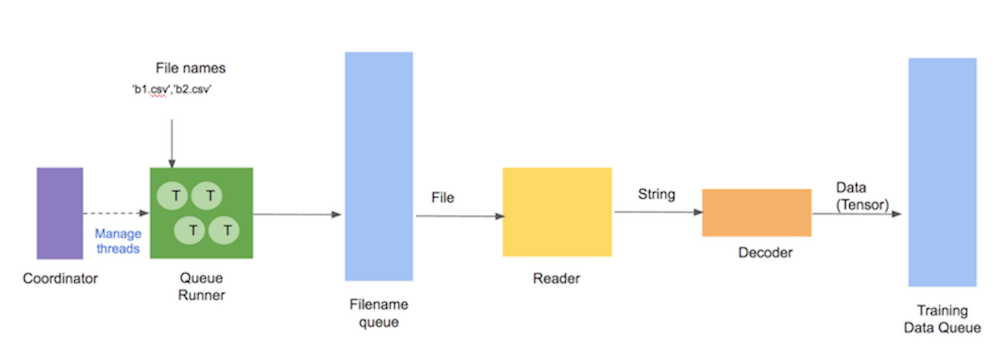 File names
'b1.csv','b2.csv'
T
T
T
T
Manage
threads
Coordinator
Queue
Runner
Filename
queue
File
Reader
String
Decoder
Data
(Tensor)
Training
Data Queue